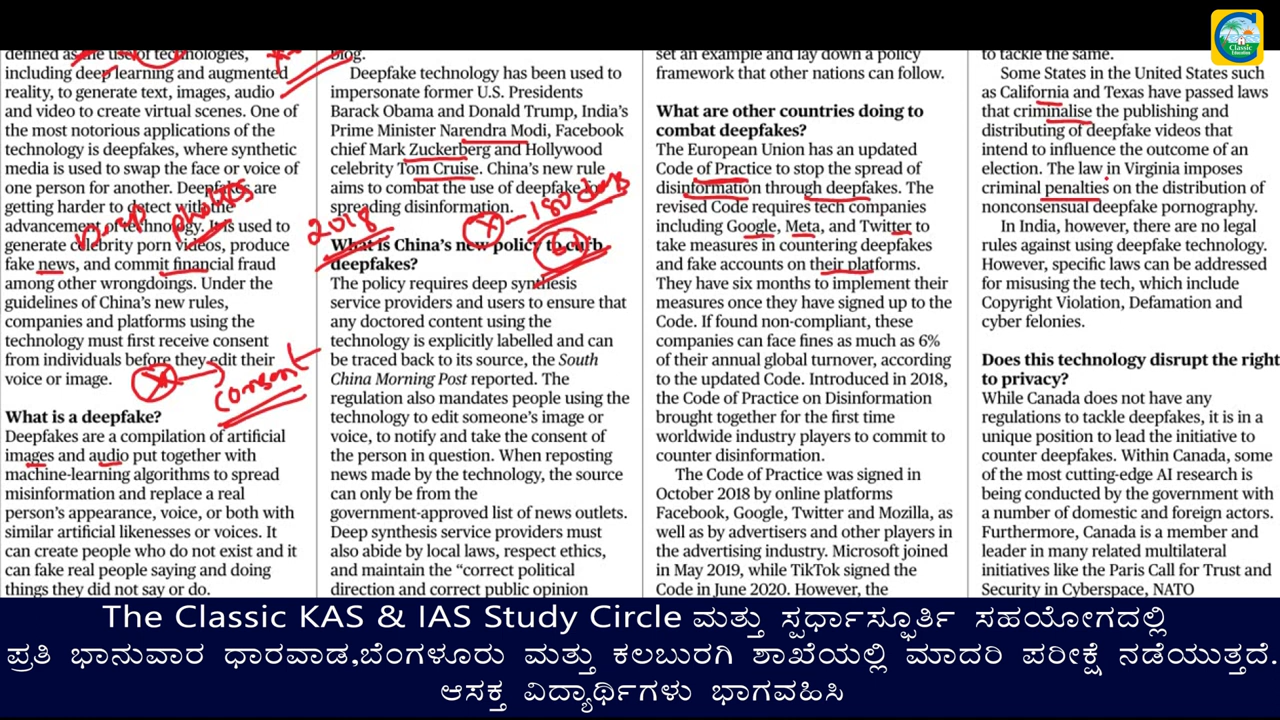 defined as the use of technologies,
including deep learning and augmented
reality, to generate text, images, audio
and video to create virtual scenes. One of
the most notorious applications of the
technology is deepfakes, where synthetic
media is used to swap the face or voice of
one person for another. Deepfakes are
getting harder to detect with the
advancement of technology. It is used to
generate celebrity porn videos, produce
fake news, and commit financial fraud
among other wrongdoings. Under the
guidelines of China's new rules,
companies and platforms using the
technology must first receive consent
from individuals before they edit their
voice or image.
consent
What is a deepfake?
Deepfakes are a compilation of artificial
images and audio put together with
machine-learning algorithms to spread
misinformation and replace a real
person's appearance, voice, or both with
similar artificial likenesses or voices. It
can create people who do not exist and it
can fake real people saying and doing
things they did not say or do.
blog.
Deepfake technology has been used to
impersonate former U.S. Presidents
Barack Obama and Donald Trump, India's
Prime Minister Narendra Modi, Facebook
chief Mark Zuckerberg and Hollywood
celebrity Tom Cruise. China's new rule
aims to combat the use of deepfake for
spreading disinformation.
2018
What is China's new policy to curb
deepfakes?
The policy requires deep synthesis
service providers and users to ensure that
any doctored content using the
technology is explicitly labelled and can
be traced back to its source, the South
China Morning Post reported. The
regulation also mandates people using the
technology to edit someone's image or
voice, to notify and take the consent of
the person in question. When reposting
news made by the technology, the source
can only be from the
government-approved list of news outlets.
Deep synthesis service providers must
also abide by local laws, respect ethics,
and maintain the “correct political
direction and correct public opinion
set an example and lay down a policy
framework that other nations can follow.
What are other countries doing to
combat deepfakes?
The European Union has an updated
Code of Practice to stop the spread of
disinformation through deepfakes. The
revised Code requires tech companies
including Google, Meta, and Twitter to
take measures in countering deepfakes
and fake accounts on their platforms.
They have six months to implement their
measures once they have signed up to the
Code. If found non-compliant, these
companies can face fines as much as 6%
of their annual global turnover, according
to the updated Code. Introduced in 2018,
the Code of Practice on Disinformation
brought together for the first time
worldwide industry players to commit to
counter disinformation.
The Code of Practice was signed in
October 2018 by online platforms
Facebook, Google, Twitter and Mozilla, as
well as by advertisers and other players in
the advertising industry. Microsoft joined
in May 2019, while TikTok signed the
Code in June 2020. However, the
to tackle the same.
Some States in the United States such
as California and Texas have passed laws
that criminalise the publishing and
distributing of deepfake videos that
intend to influence the outcome of an
election. The law in Virginia imposes
criminal penalties on the distribution of
nonconsensual deepfake pornography.
In India, however, there are no legal
rules against using deepfake technology.
However, specific laws can be addressed
for misusing the tech, which include
Copyright Violation, Defamation and
cyber felonies.
Does this technology disrupt the right
to privacy?
While Canada does not have any
regulations to tackle deepfakes, it is in a
unique position to lead the initiative to
counter deepfakes. Within Canada, some
of the most cutting-edge AI research is
being conducted by the government with
a number of domestic and foreign actors.
Furthermore, Canada is a member and
leader in many related multilateral
initiatives like the Paris Call for Trust and
Security in Cyberspace, NATO
Classic
Education
The Classic KAS & IAS Study Circle ಮತ್ತು ಸ್ಪರ್ಧಾಸ್ಫೂರ್ತಿ ಸಹಯೋಗದಲ್ಲಿ
ಪ್ರತಿ ಭಾನುವಾರ ಧಾರವಾಡ,ಬೆಂಗಳೂರು ಮತ್ತು ಕಲಬುರಗಿ ಶಾಖೆಯಲ್ಲಿ ಮಾದರಿ ಪರೀಕ್ಷೆ ನಡೆಯುತ್ತದೆ.
ಆಸಕ್ತ ವಿದ್ಯಾರ್ಥಿಗಳು ಭಾಗವಹಿಸಿ